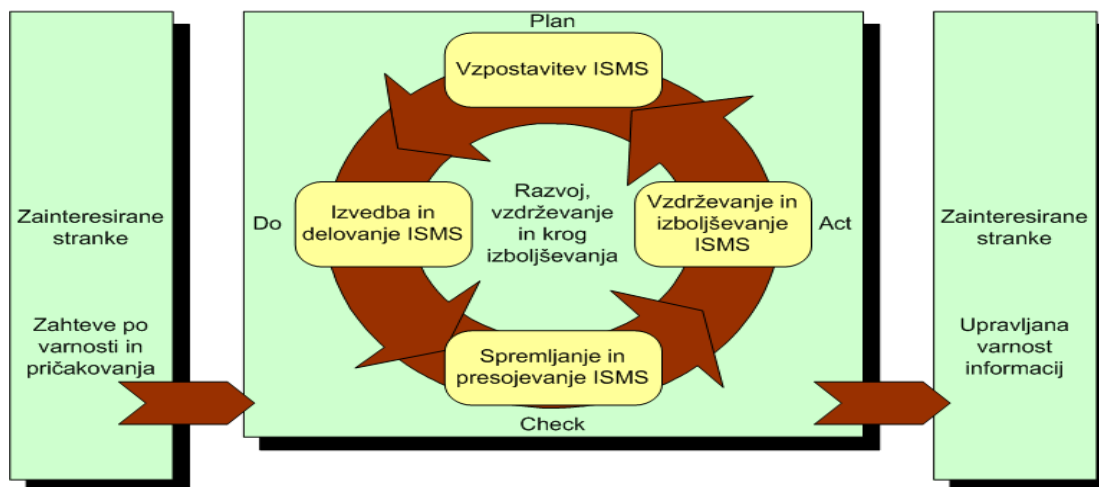 Zainteresirane
stranke
Zahteve po
varnosti in
pričakovanja
Plan
Vzpostavitev ISMS
Do
Izvedba in
delovanje ISMS
Razvoj,
vzdrževanje
in krog
izboljševanja
Vzdrževanje in
izboljševanje
ISMS
Act
Spremljanje in
presojevanje ISMS
Check
Zainteresirane
stranke
Upravljana
varnost
informacij